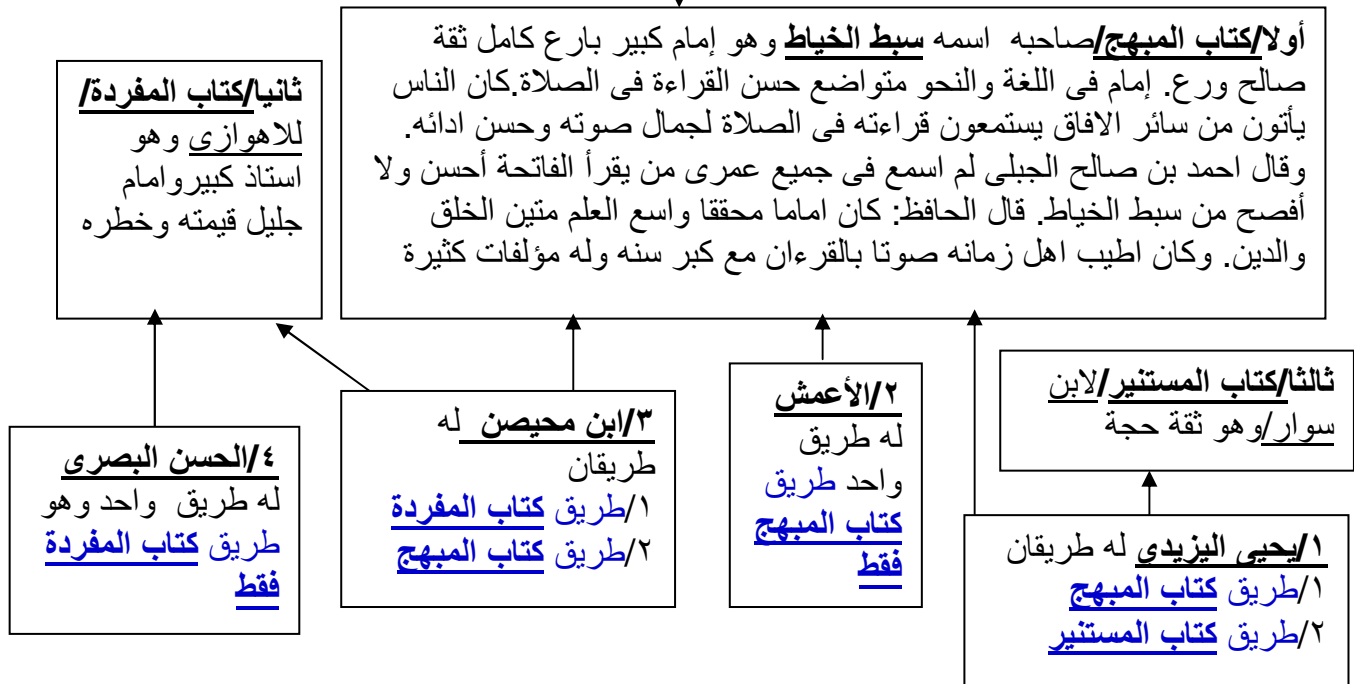 أولا/كتاب المبهج/صاحبه اسمه سبط الخياط وهو إمام كبير بارع كامل ثقة
صالح ورع. إمام فى اللغة والنحو متواضع حسن القراءة فى الصلاة.كان الناس
يأتون من سائر الافاق يستمعون قراءته فى الصلاة لجمال صوته وحسن ادائه.
وقال احمد بن صالح الجبلى لم اسمع فى جميع عمرى من يقرأ الفاتحة أحسن ولا
أفصح من سبط الخياط. قال الحافظ: كان اماما محققا واسع العلم متين الخلق
والدين. وكان اطيب اهل زمانه صوتا بالقرءان مع كبر سنه وله مؤلفات كثيرة
ثانيا/كتاب المفردة/
للاهوازى وهو
استاذ كبيروامام
جليل قيمته وخطره
ثالثا/كتاب المستنير/لابن
سوار/وهو ثقة حجة
١/يحيى اليزيدى له طريقان
١/طريق كتاب المبهج
٢/طريق كتاب المستنير
٢/الأعمش
له طريق
واحد طريق
كتاب المبهج
فقط
٣/ابن محيصن له
طريقان
١/طريق كتاب المفردة
٢/طريق كتاب المبهج
٤/الحسن البصرى
له طريق واحد وهو
طريق كتاب المفردة
فقط